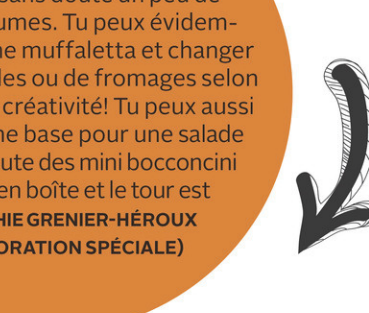 sans doute un peu de
umes. Tu peux évidem-
ne muffaletta et changer
les ou de fromages selon
créativité! Tu peux aussi
ne base pour une salade
ute des mini bocconcini
en boîte et le tour est
HIE GRENIER-HÉROUX
ORATION SPÉCIALE)